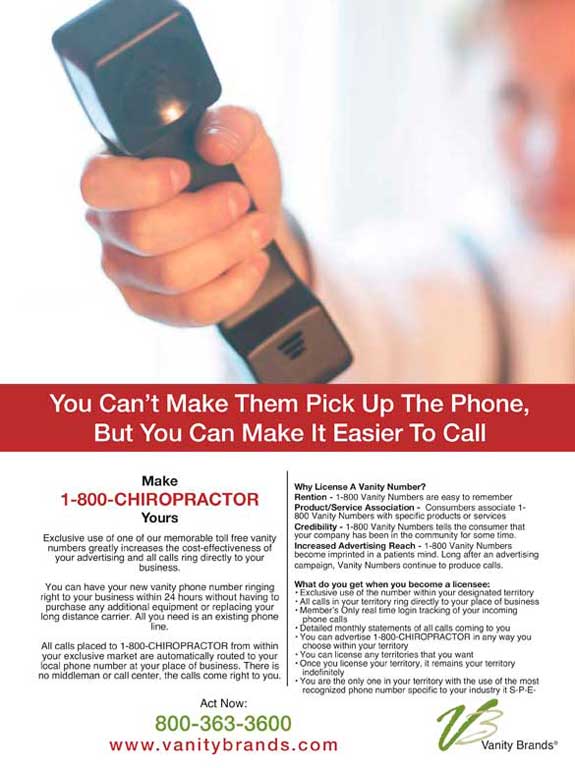 You Can't Make Them Pick Up The Phone,
But You Can Make It Easier To Call
Make
1-800-CHIROPRACTOR
Yours
Exclusive use of one of our memorable toll free vanity
numbers greatly increases the cost-effectiveness of
your advertising and all calls ring directly to your
business.
You can have your new vanity phone number ringing
right to your business within 24 hours without having to
purchase any additional equipment or replacing your
long distance carrier. All you need is an existing phone
line.
All calls placed to 1-800-CHIROPRACTOR from within
your exclusive market are automatically routed to your
local phone number at your place of business. There is
no middleman or call center, the calls come right to you.
Why License A Vanity Number?
Rention - 1-800 Vanity Numbers are easy to remember
Product/Service Association - Consumers associate 1-
800 Vanity Numbers with specific products or services
Credibility - 1-800 Vanity Numbers tells the consumer that
your company has been in the community for some time.
Increased Advertising Reach - 1-800 Vanity Numbers
become imprinted in a patients mind. Long after an advertising
campaign, Vanity Numbers continue to produce calls.
What do you get when you become a licensee:
• Exclusive use of the number within your designated territory
• All calls in your territory ring directly to your place of business
• Member's Only real time login tracking of your incoming
phone calls
• Detailed monthly statements of all calls coming to you
• You can advertise 1-800-CHIROPRACTOR in any way you
choose within your territory
• You can license any territories that you want
• Once you license your territory, it remains your territory
indefinitely
• You are the only one in your territory with the use of the most
recognized phone number specific to your industry it S-P-E-
Act Now:
800-363-3600
www.vanitybrands.com
VB
Vanity Brands®